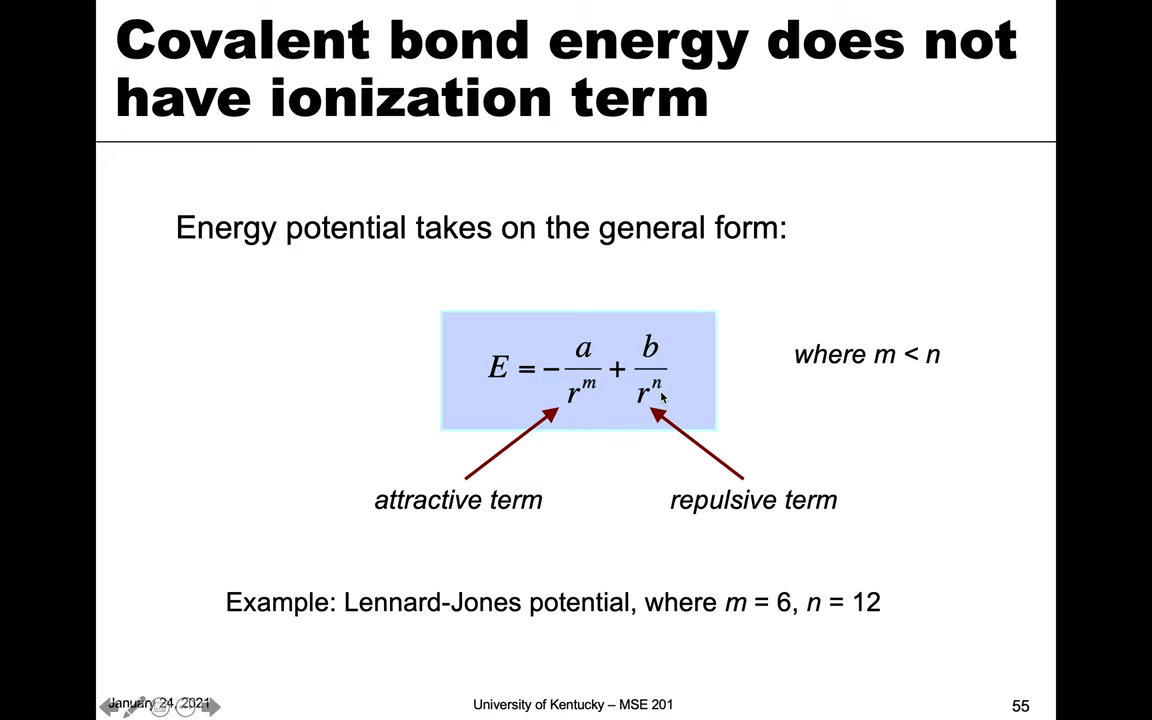 Covalent bond energy does not
have ionization term
Energy potential takes on the general form:
E = − a/r^m + b/r^n
where m < n
attractive term
repulsive term
Example: Lennard-Jones potential, where m = 6, n = 12
January 24, 2021
University of Kentucky – MSE 201
55